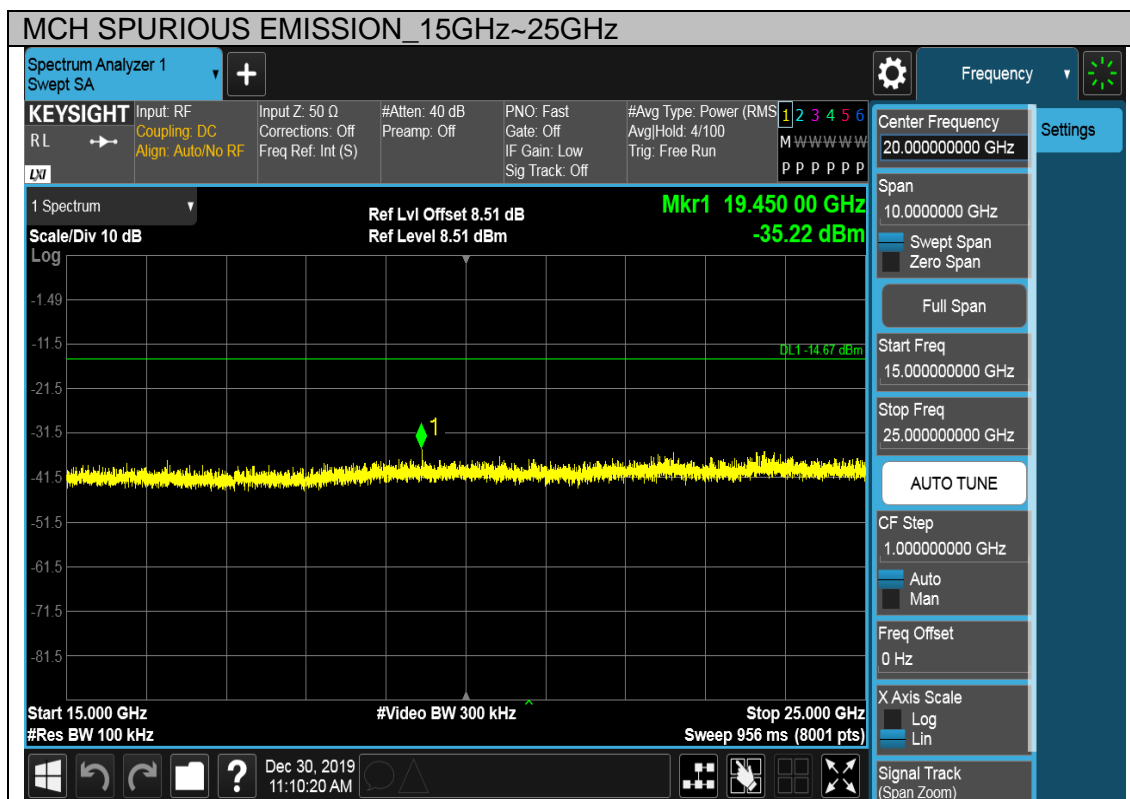 MCH SPURIOUS EMISSION_15GHz~25GHz
Spectrum Analyzer 1
Swept SA
Frequency
KEYSIGHT
RL
LXI
Input: RF
Coupling: DC
Align: Auto/No RF
Input Z: 50 Ω
Corrections: Off
Freq Ref: Int (S)
#Atten: 40 dB
Preamp: Off
PNO: Fast
Gate: Off
IF Gain: Low
Sig Track: Off
#Avg Type: Power (RMS
Avg|Hold: 4/100
Trig: Free Run
1 2 3 4 5 6
M W W W W W
P P P P P P
1 Spectrum
Scale/Div 10 dB
Log
Ref Lvl Offset 8.51 dB
Ref Level 8.51 dBm
Mkr1 19.450 00 GHz
-35.22 dBm
-1.49
-11.5
DL1 -14.67 dBm
-21.5
-31.5
1
-41.5
-51.5
-61.5
-71.5
-81.5
Start 15.000 GHz
#Res BW 100 kHz
#Video BW 300 kHz
Stop 25.000 GHz
Sweep 956 ms (8001 pts)
Dec 30, 2019
11:10:20 AM
Center Frequency
20.000000000 GHz
Settings
Span
10.0000000 GHz
Swept Span
Zero Span
Full Span
Start Freq
15.000000000 GHz
Stop Freq
25.000000000 GHz
AUTO TUNE
CF Step
1.000000000 GHz
Auto
Man
Freq Offset
0 Hz
X Axis Scale
Log
Lin
Signal Track
(Span Zoom)